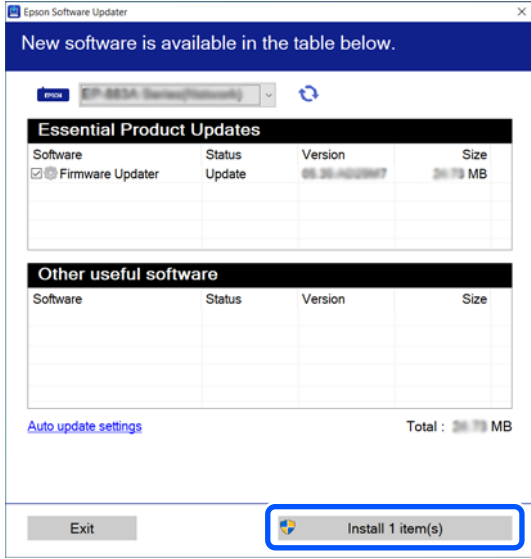 Epson Software Updater
New software is available in the table below.
EPSON
Essential Product Updates
Software Status Version Size
Firmware Updater Update MB
Other useful software
Software Status Version Size
Auto update settings Total : MB
Exit Install 1 item(s)